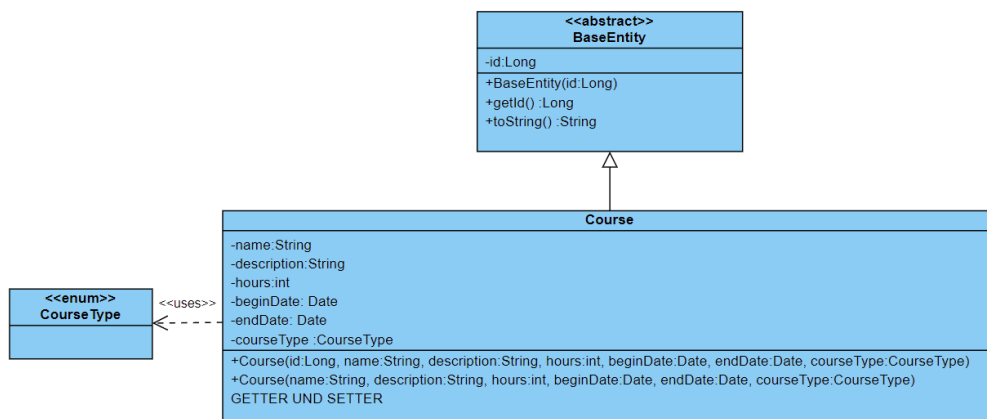 <<abstract>>
BaseEntity
-id:Long
+BaseEntity(id:Long)
+getId() :Long
+toString() :String
Course
-name:String
-description:String
-hours:int
-beginDate: Date
-endDate: Date
-courseType :CourseType
+Course(id:Long, name:String, description:String, hours:int, beginDate:Date, endDate:Date, courseType:CourseType)
+Course(name:String, description:String, hours:int, beginDate:Date, endDate:Date, courseType:CourseType)
GETTER UND SETTER
<<uses>>
<<enum>>
CourseType